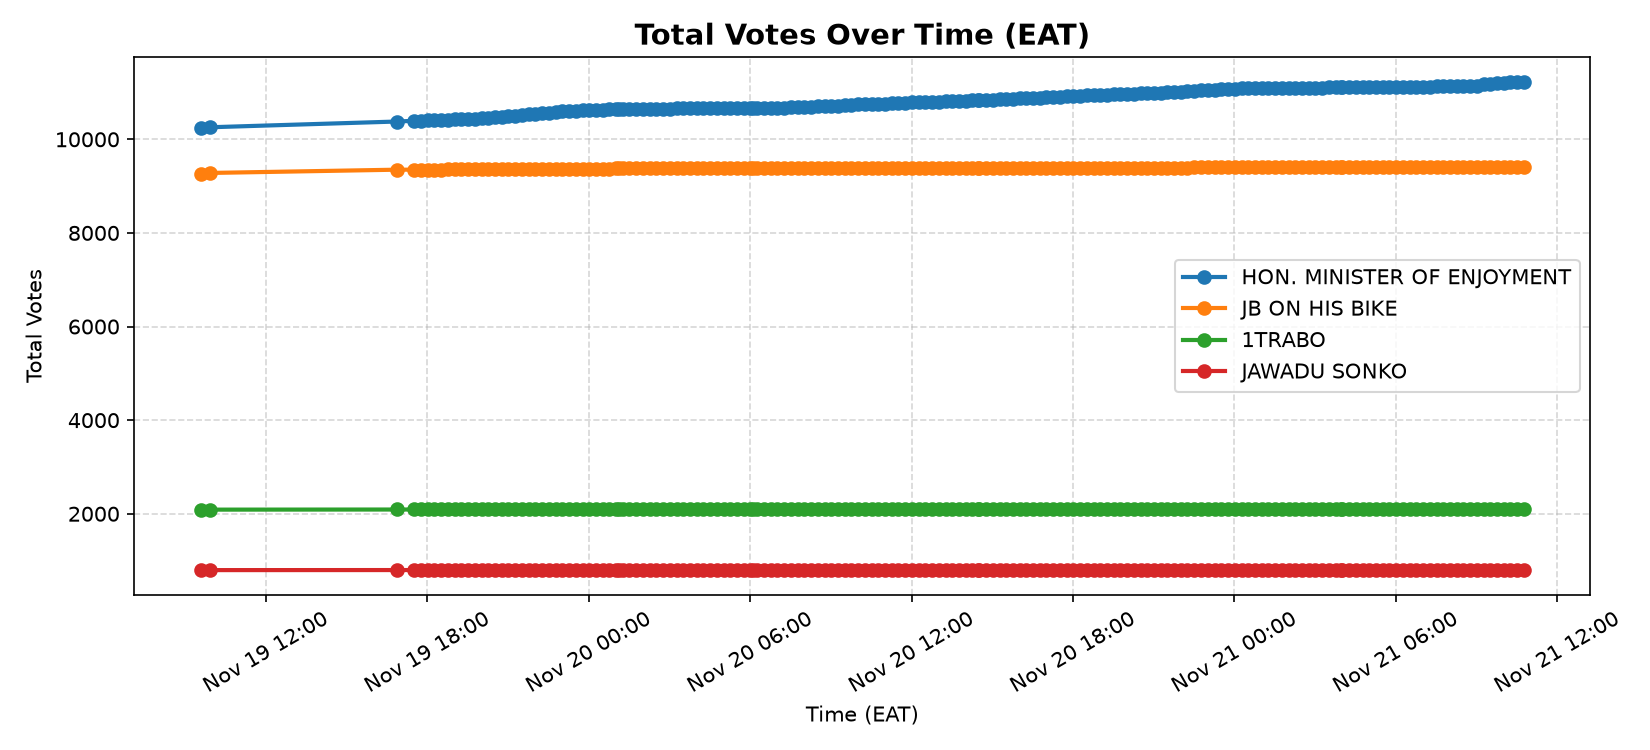 Total Votes Over Time (EAT)
Total Votes
10000
8000
6000
4000
2000
HON. MINISTER OF ENJOYMENT
JB ON HIS BIKE
1TRABO
JAWADU SONKO
Nov 19 12:00
Nov 19 18:00
Nov 20 00:00
Nov 20 06:00
Nov 20 12:00
Nov 20 18:00
Nov 21 00:00
Nov 21 06:00
Nov 21 12:00
Time (EAT)